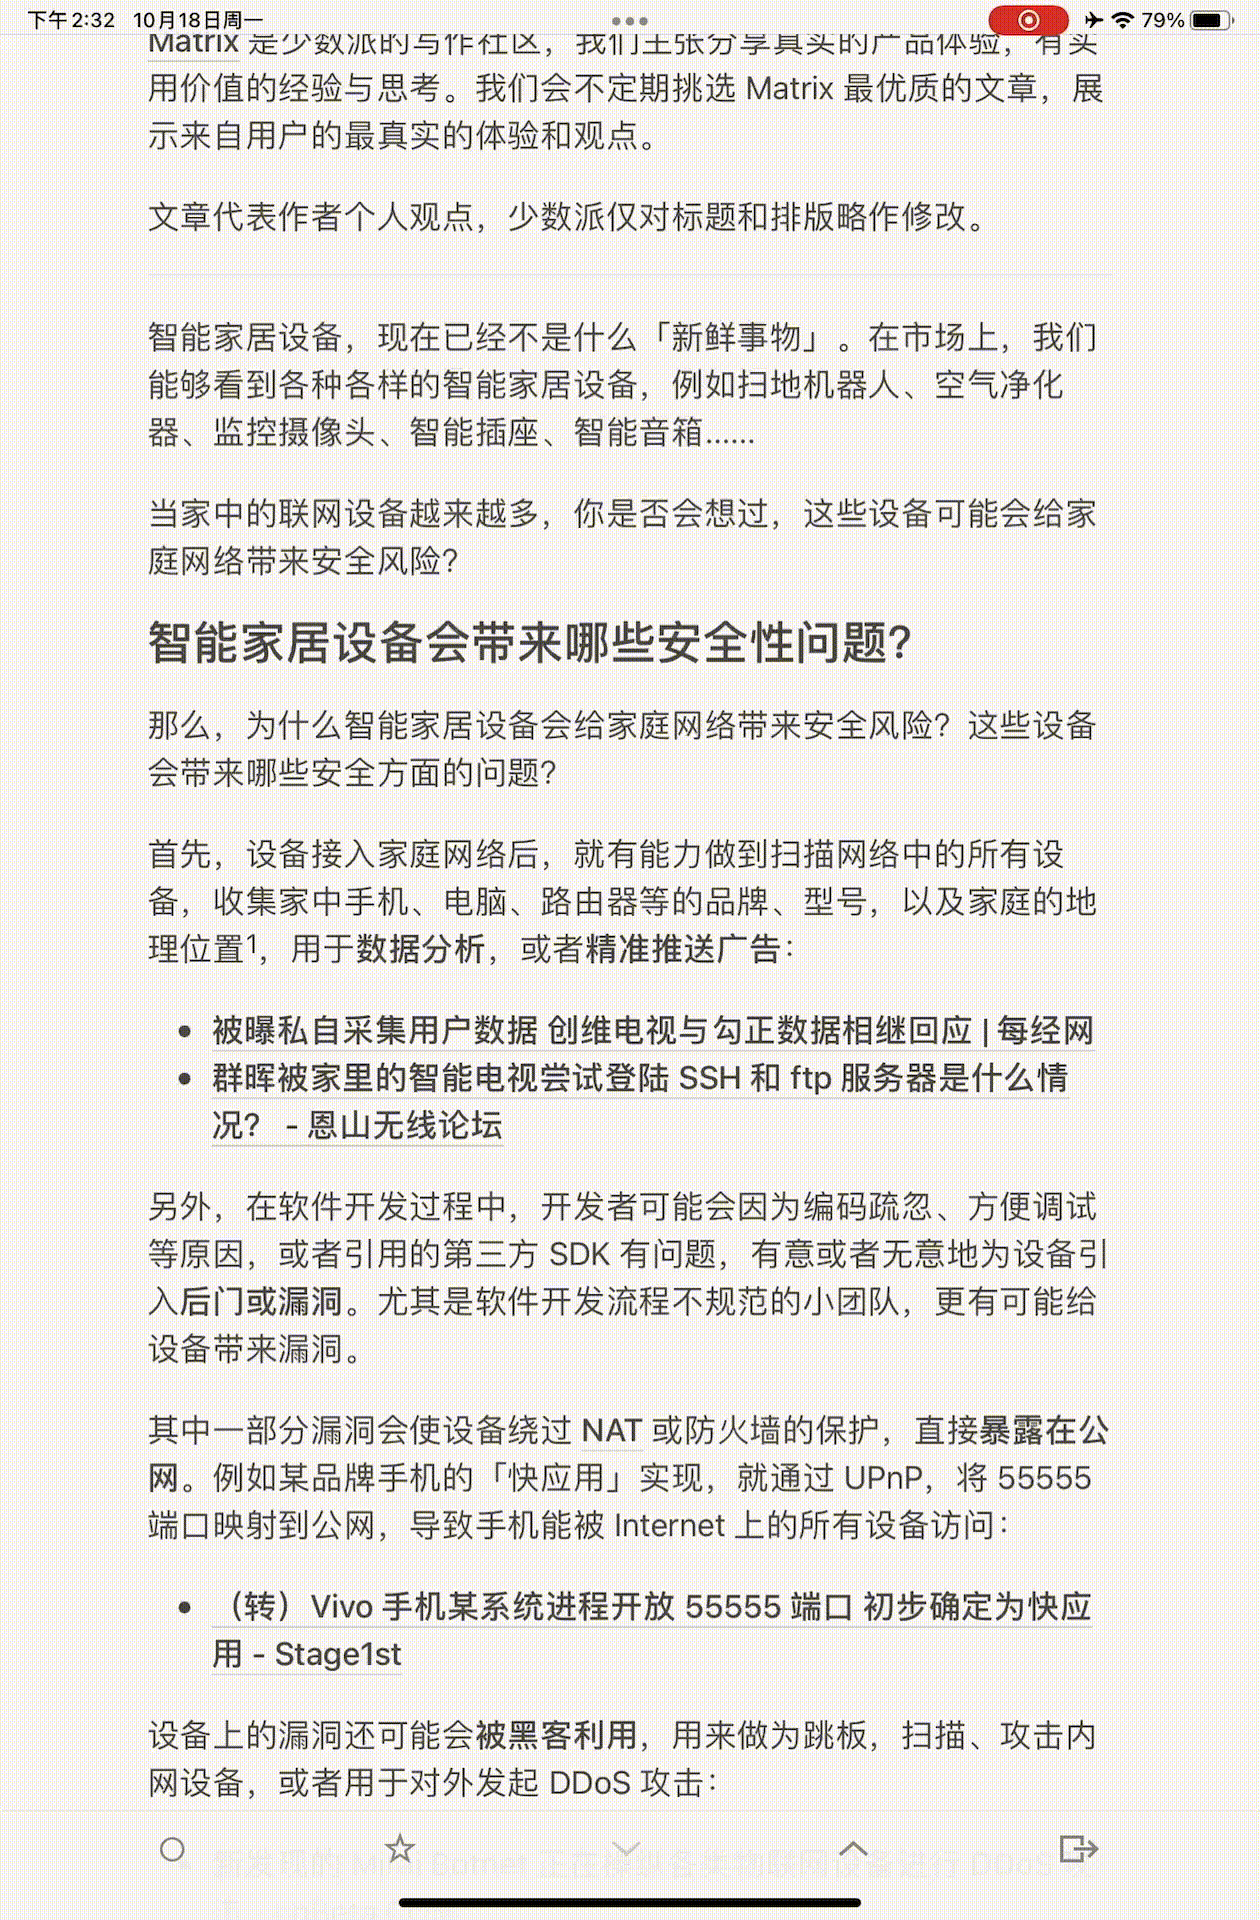 下午2:32 10月18日周一
79%
Matrix 是少数派的写作社区，我们主张分享真实的产品体验，有实
用价值的经验与思考。我们会不定期挑选 Matrix 最优质的文章，展
示来自用户的最真实的体验和观点。
文章代表作者个人观点，少数派仅对标题和排版略作修改。
智能家居设备，现在已经不是什么「新鲜事物」。在市场上，我们
能够看到各种各样的智能家居设备，例如扫地机器人、空气净化
器、监控摄像头、智能插座、智能音箱……
当家中的联网设备越来越多，你是否会想过，这些设备可能会给家
庭网络带来安全风险？
智能家居设备会带来哪些安全性问题？
那么，为什么智能家居设备会给家庭网络带来安全风险？这些设备
会带来哪些安全方面的问题？
首先，设备接入家庭网络后，就有能力做到扫描网络中的所有设
备，收集家中手机、电脑、路由器等的品牌、型号，以及家庭的地
理位置1，用于数据分析，或者精准推送广告：
• 被曝私自采集用户数据 创维电视与勾正数据相继回应 | 每经网
• 群晖被家里的智能电视尝试登陆 SSH 和 ftp 服务器是什么情
况？ - 恩山无线论坛
另外，在软件开发过程中，开发者可能会因为编码疏忽、方便调试
等原因，或者引用的第三方 SDK 有问题，有意或者无意地为设备引
入后门或漏洞。尤其是软件开发流程不规范的小团队，更有可能给
设备带来漏洞。
其中一部分漏洞会使设备绕过 NAT 或防火墙的保护，直接暴露在公
网。例如某品牌手机的「快应用」实现，就通过 UPnP，将 55555
端口映射到公网，导致手机能被 Internet 上的所有设备访问：
• （转）Vivo 手机某系统进程开放 55555 端口 初步确定为快应
用 - Stage1st
设备上的漏洞还可能会被黑客利用，用来做为跳板，扫描、攻击内
网设备，或者用于对外发起 DDoS 攻击：